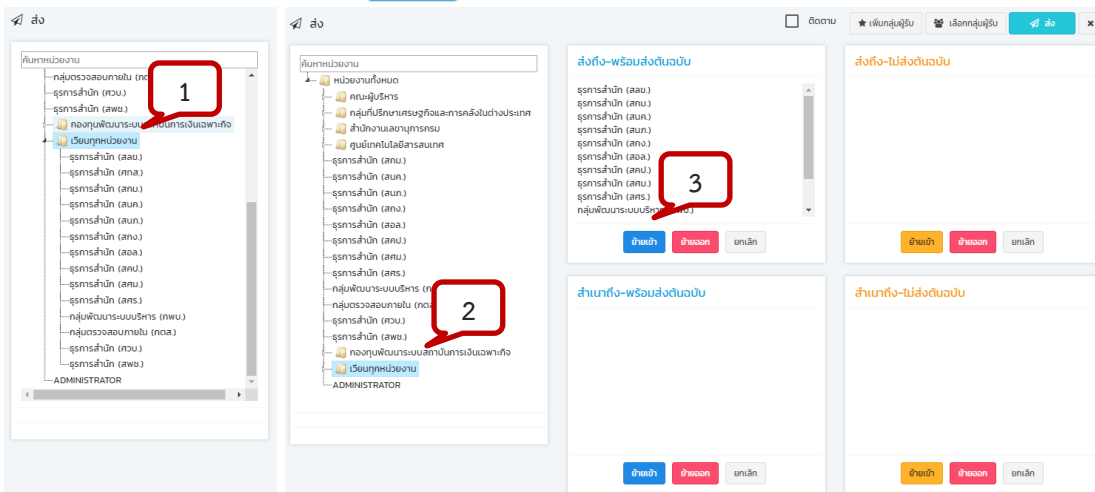 ส่ง
ค้นหาหน่วยงาน
กลุ่มตรวจสอบภายใน
ธุรการสำนัก (ศวบ.)
ธุรการสำนัก (สพช.)
กองทุนพัฒนาระบบสถาบันการเงินเฉพาะกิจ
เวียนทุกหน่วยงาน
ธุรการสำนัก (สลข.)
ธุรการสำนัก (ศทส.)
ธุรการสำนัก (สกม.)
ธุรการสำนัก (สนค.)
ธุรการสำนัก (สนก.)
ธุรการสำนัก (สกง.)
ธุรการสำนัก (สอล.)
ธุรการสำนัก (สคป.)
ธุรการสำนัก (สศม.)
ธุรการสำนัก (สศร.)
กลุ่มพัฒนาระบบบริหาร (กพบ.)
กลุ่มตรวจสอบภายใน (กตส.)
ธุรการสำนัก (ศวบ.)
ธุรการสำนัก (สพช.)
ADMINISTRATOR
1
ส่ง
ติดตาม
เพิ่มกลุ่มผู้รับ
เลือกกลุ่มผู้รับ
ส่ง
ค้นหาหน่วยงาน
หน่วยงานทั้งหมด
คณะผู้บริหาร
กลุ่มที่ปรึกษาเศรษฐกิจและการคลังในต่างประเทศ
สำนักงานเลขานุการกรม
ศูนย์เทคโนโลยีสารสนเทศ
ธุรการสำนัก (สกม.)
ธุรการสำนัก (สนค.)
ธุรการสำนัก (สนก.)
ธุรการสำนัก (สกง.)
ธุรการสำนัก (สอล.)
ธุรการสำนัก (สคป.)
ธุรการสำนัก (สศม.)
ธุรการสำนัก (สศร.)
กลุ่มพัฒนาระบบบริหาร
กลุ่มตรวจสอบภายใน
ธุรการสำนัก (ศวบ.)
ธุรการสำนัก (สพช.)
กองทุนพัฒนาระบบสถาบันการเงินเฉพาะกิจ
เวียนทุกหน่วยงาน
ADMINISTRATOR
2
ส่งถึง-พร้อมส่งต้นฉบับ
ธุรการสำนัก (สลข.)
ธุรการสำนัก (สกม.)
ธุรการสำนัก (สนค.)
ธุรการสำนัก (สนก.)
ธุรการสำนัก (สกง.)
ธุรการสำนัก (สอล.)
ธุรการสำนัก (สคป.)
ธุรการสำนัก (สศม.)
ธุรการสำนัก (สศร.)
กลุ่มพัฒนาระบบบริหาร
3
ย้ายเข้า ย้ายออก ยกเลิก
ส่งถึง-ไม่ส่งต้นฉบับ
ย้ายเข้า ย้ายออก ยกเลิก
สำเนาถึง-พร้อมส่งต้นฉบับ
ย้ายเข้า ย้ายออก ยกเลิก
สำเนาถึง-ไม่ส่งต้นฉบับ
ย้ายเข้า ย้ายออก ยกเลิก